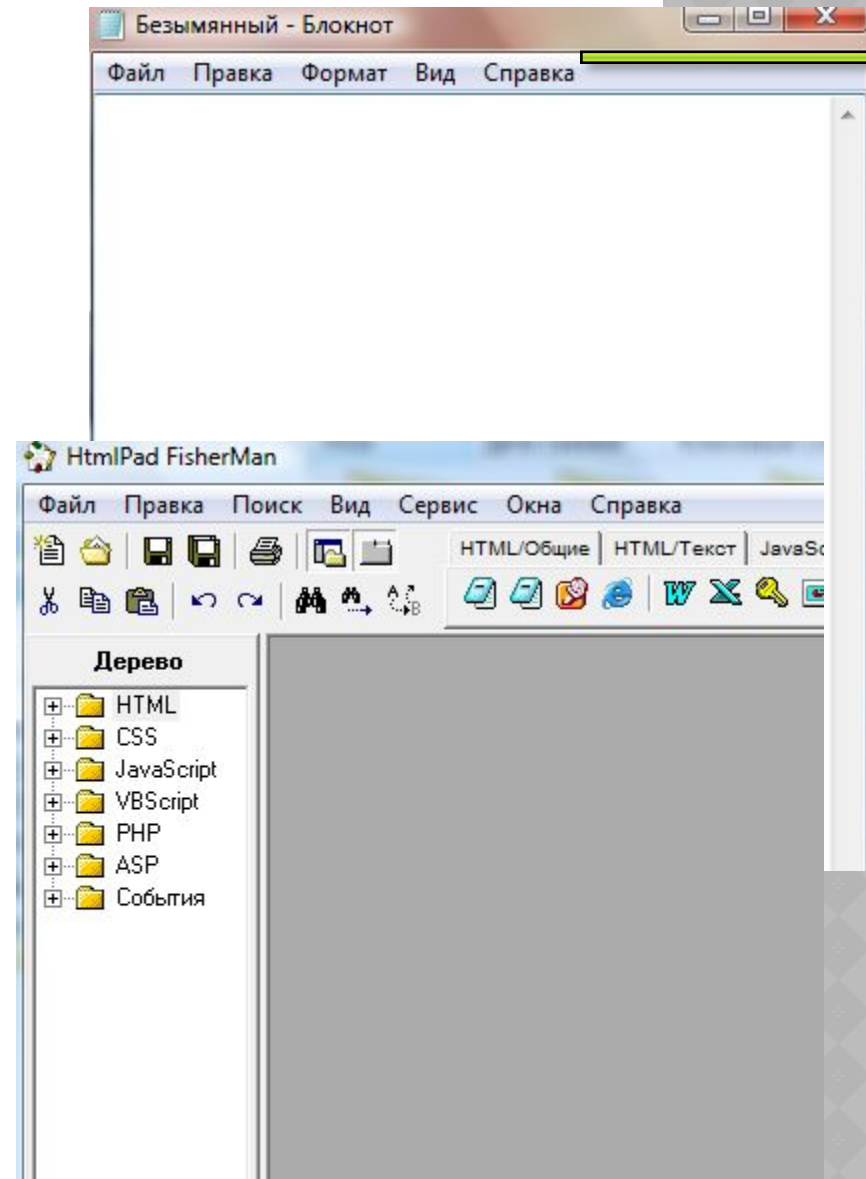 Безымянный - Блокнот
Файл Правка Формат Вид Справка
HtmlPad FisherMan
Файл Правка Поиск Вид Сервис Окна Справка
HTML/Общие HTML/Текст JavaSc
Дерево
HTML
CSS
JavaScript
VBScript
PHP
ASP
События